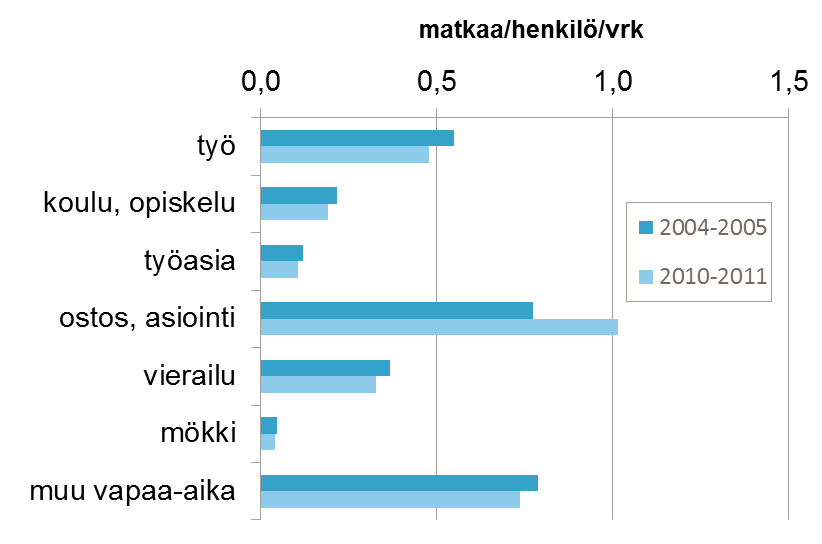 matkaa/henkilö/vrk
0,0 0,5 1,0 1,5
työ
koulu, opiskelu
työasia
ostos, asiointi
vierailu
mökki
muu vapaa-aika
2004-2005
2010-2011